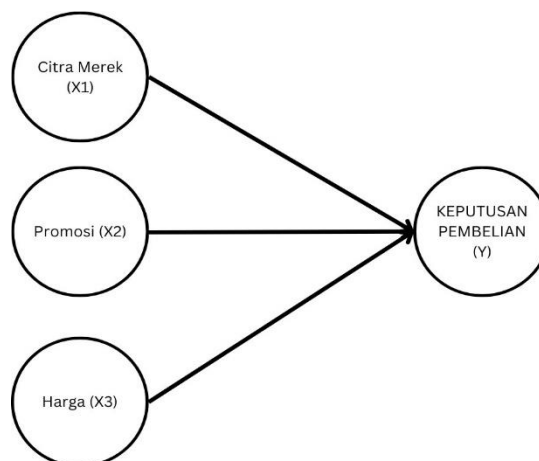 Citra Merek
(X1)
Promosi (X2)
Harga (X3)
KEPUTUSAN
PEMBELIAN
(Y)